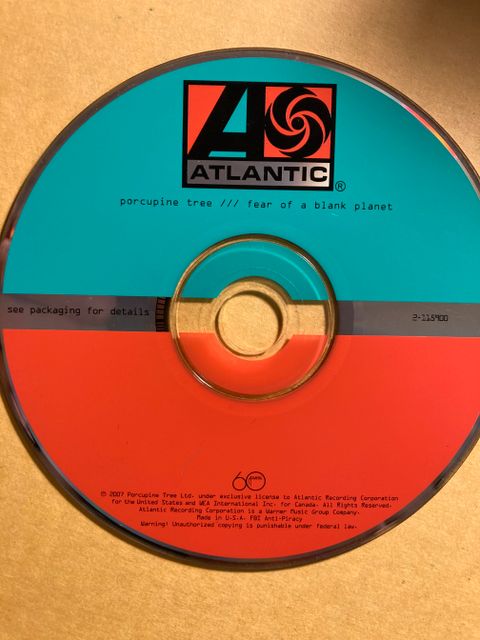 ATLANTIC ®
porcupine tree /// fear of a blank planet
see packaging for details
2-115900
60
© 2007 Porcupine Tree Ltd. under exclusive license to Atlantic Recording Corporation
for the United States and WEA International Inc. for Canada. All Rights Reserved.
Atlantic Recording Corporation is a Warner Music Group Company.
Made in U.S.A. FBI Anti-Piracy
Warning! Unauthorized copying is punishable under federal law.